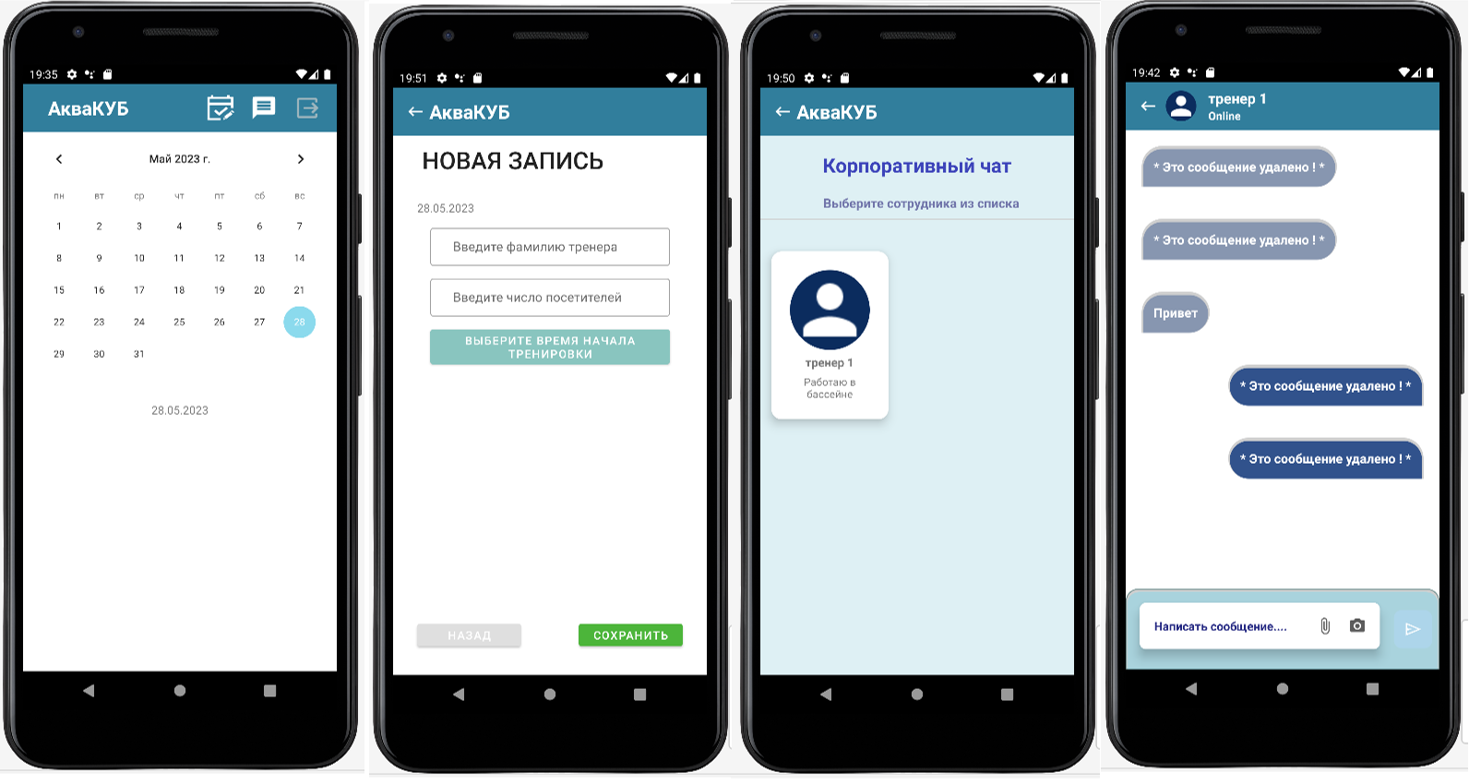 19:35
АкваКУБ
Май 2023 г.
пн вт ср чт пт сб вс
1 2 3 4 5 6 7
8 9 10 11 12 13 14
15 16 17 18 19 20 21
22 23 24 25 26 27 28
29 30 31
28.05.2023
19:51
АкваКУБ
НОВАЯ ЗАПИСЬ
28.05.2023
Введите фамилию тренера
Введите число посетителей
ВЫБЕРИТЕ ВРЕМЯ НАЧАЛА
ТРЕНИРОВКИ
НАЗАД СОХРАНИТЬ
19:50
АкваКУБ
Корпоративный чат
Выберите сотрудника из списка
тренер 1
Работаю в
бассейне
19:42
тренер 1
Online
* Это сообщение удалено ! *
* Это сообщение удалено ! *
Привет
* Это сообщение удалено ! *
* Это сообщение удалено ! *
Написать сообщение....